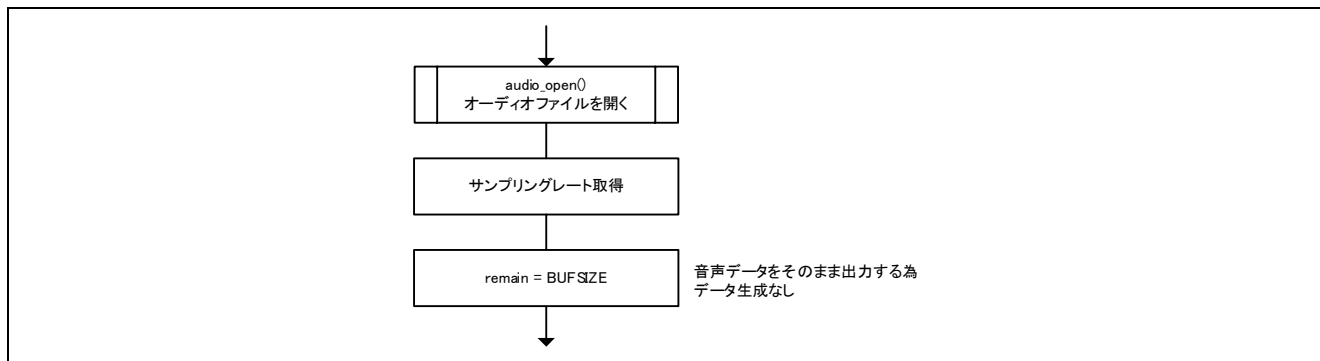 audio_open()
オーディオファイルを開く
サンプリングレート取得
remain = BUFSIZE
音声データをそのまま出力する為
データ生成なし